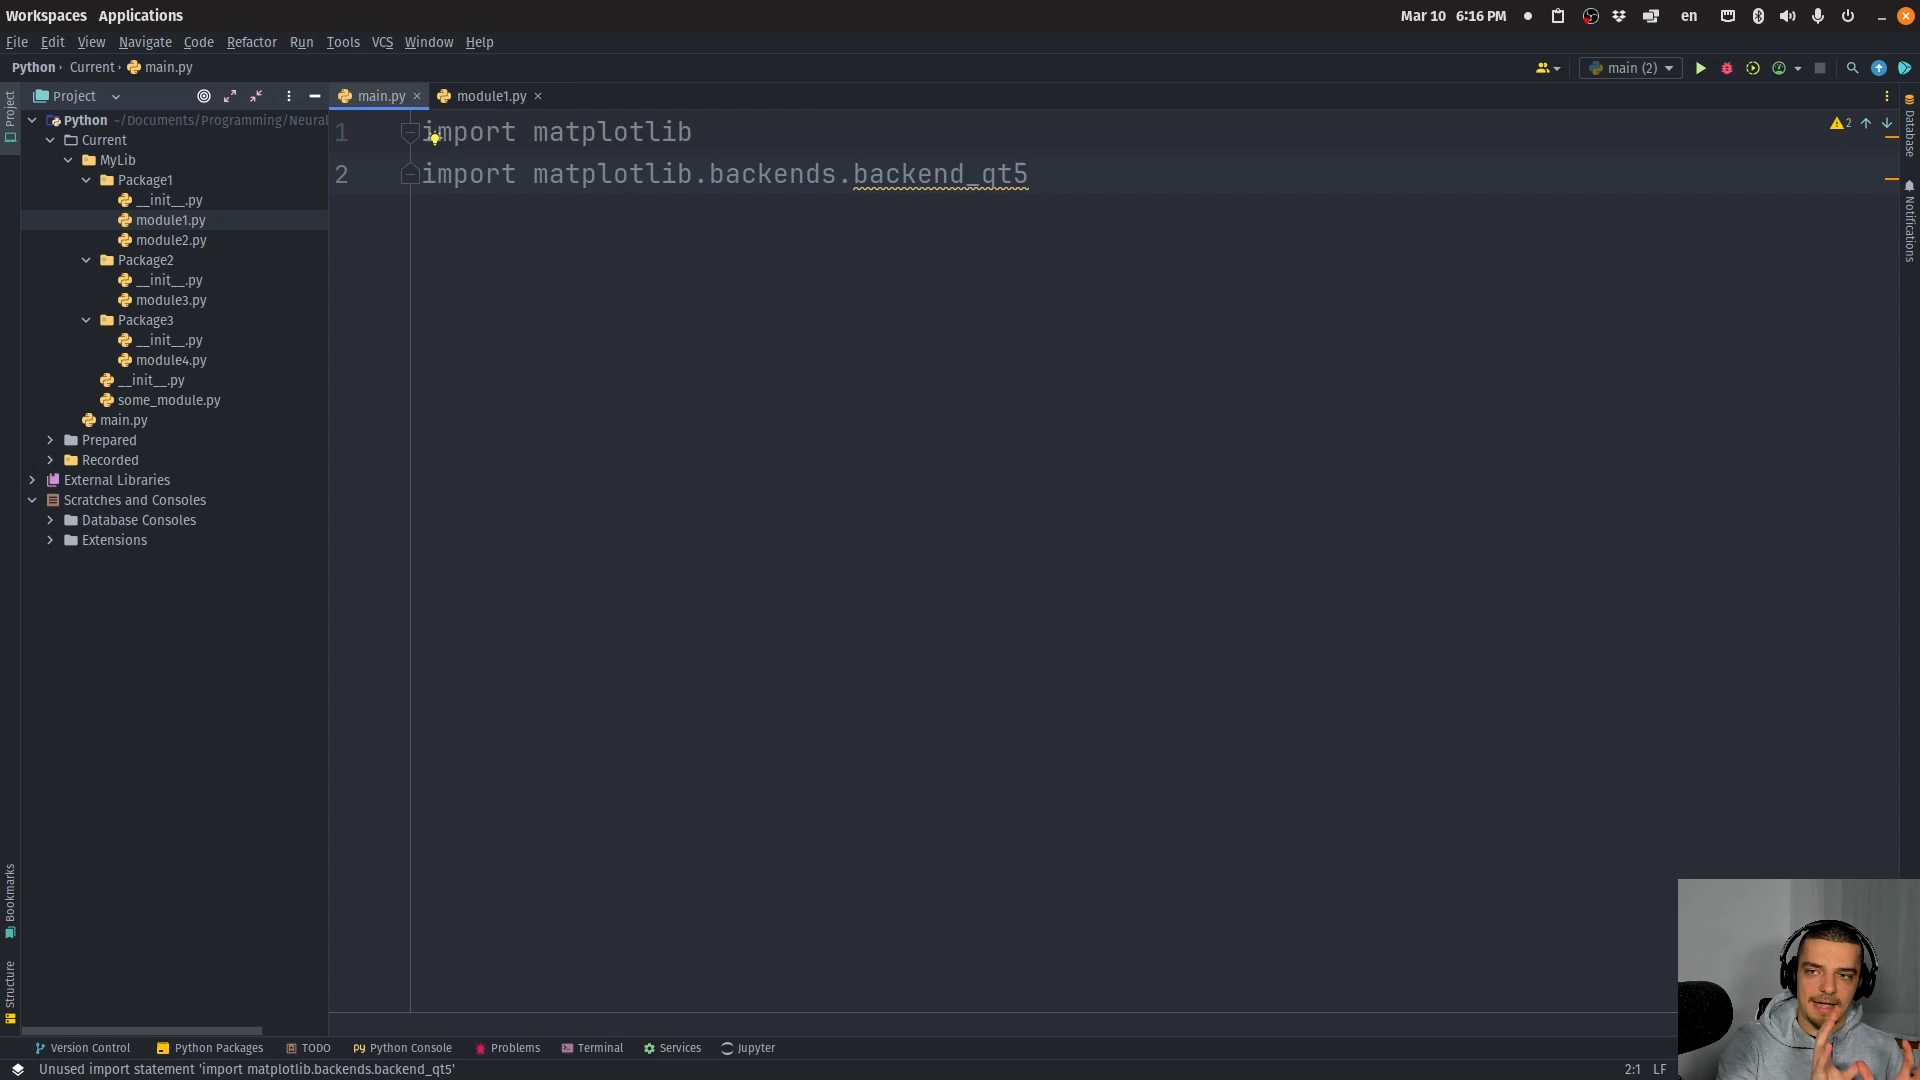 Workspaces Applications
Mar 10 6:16 PM
en
File Edit View Navigate Code Refactor Run Tools VCS Window Help
Python › Current › main.py
main (2)
Project
Project
main.py
module1.py
Python ~/Documents/Programming/Neural
Current
MyLib
Package1
__init__.py
module1.py
module2.py
Package2
__init__.py
module3.py
Package3
__init__.py
module4.py
__init__.py
some_module.py
main.py
Prepared
Recorded
External Libraries
Scratches and Consoles
Database Consoles
Extensions
1 import matplotlib
2 import matplotlib.backends.backend_qt5
2
Database
Notifications
Bookmarks
Structure
Version Control Python Packages TODO Python Console Problems Terminal Services Jupyter
Unused import statement 'import matplotlib.backends.backend_qt5'
2:1 LF